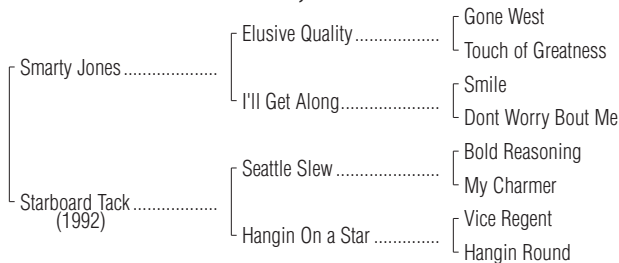 Gone West
Elusive Quality..................
Touch of Greatness
Smarty Jones....................
Smile
I'll Get Along.....................
Dont Worry Bout Me
Bold Reasoning
Seattle Slew......................
My Charmer
Starboard Tack..................
(1992)
Vice Regent
Hangin On a Star..............
Hangin Round